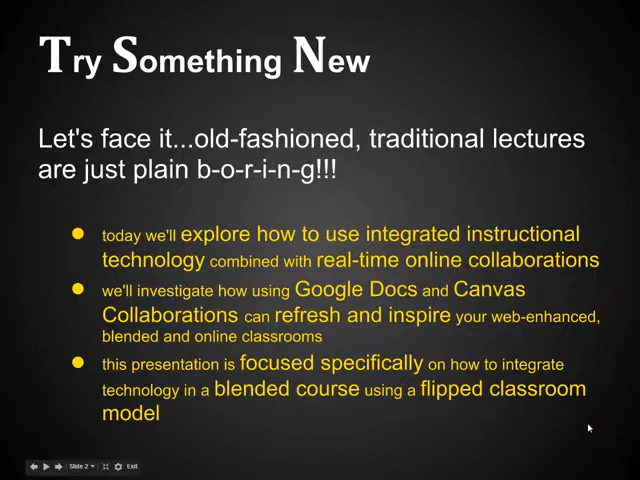 Try Something New
Let's face it...old-fashioned, traditional lectures
are just plain b-o-r-i-n-g!!!
today we'll explore how to use integrated instructional
technology combined with real-time online collaborations
we'll investigate how using Google Docs and Canvas
Collaborations can refresh and inspire your web-enhanced,
blended and online classrooms
this presentation is focused specifically on how to integrate
technology in a blended course using a flipped classroom
model
Slide 2
Exit